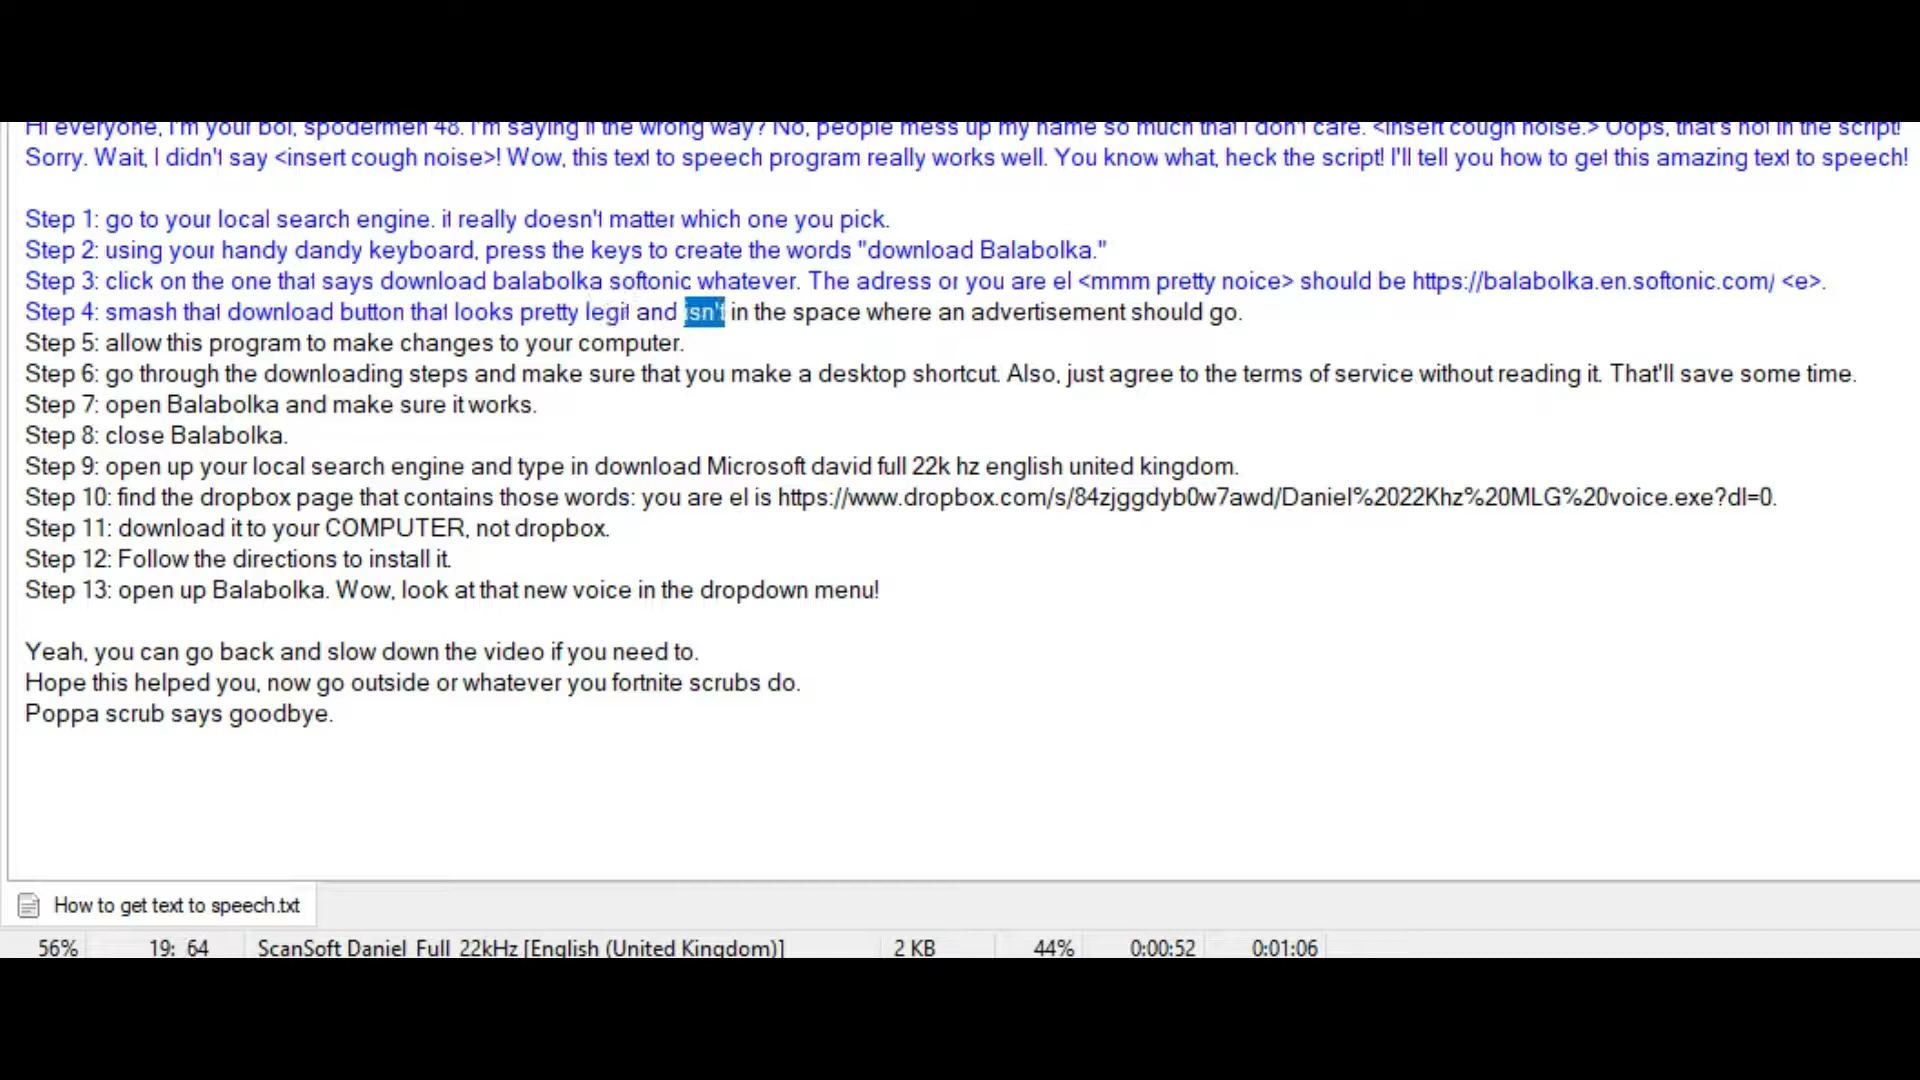 Hi everyone, I'm your boi, spodermen 48. I'm saying it the wrong way? No, people mess up my name so much that I don't care. <insert cough noise.> Oops, that's not in the script!
Sorry. Wait, I didn't say <insert cough noise>! Wow, this text to speech program really works well. You know what, heck the script! I'll tell you how to get this amazing text to speech!
Step 1: go to your local search engine. it really doesn't matter which one you pick.
Step 2: using your handy dandy keyboard, press the keys to create the words "download Balabolka."
Step 3: click on the one that says download balabolka softonic whatever. The adress or you are el <mmm pretty noice> should be https://balabolka.en.softonic.com/ <e>.
Step 4: smash that download button that looks pretty legit and isn't in the space where an advertisement should go.
Step 5: allow this program to make changes to your computer.
Step 6: go through the downloading steps and make sure that you make a desktop shortcut. Also, just agree to the terms of service without reading it. That'll save some time.
Step 7: open Balabolka and make sure it works.
Step 8: close Balabolka.
Step 9: open up your local search engine and type in download Microsoft david full 22k hz english united kingdom.
Step 10: find the dropbox page that contains those words: you are el is https://www.dropbox.com/s/84zjggdyb0w7awd/Daniel%2022Khz%20MLG%20voice.exe?dl=0.
Step 11: download it to your COMPUTER, not dropbox.
Step 12: Follow the directions to install it.
Step 13: open up Balabolka. Wow, look at that new voice in the dropdown menu!
Yeah, you can go back and slow down the video if you need to.
Hope this helped you, now go outside or whatever you fortnite scrubs do.
Poppa scrub says goodbye.
How to get text to speech.txt
56% 19: 64 ScanSoft Daniel_Full_22kHz [English (United Kingdom)] 2 KB 44% 0:00:52 0:01:06